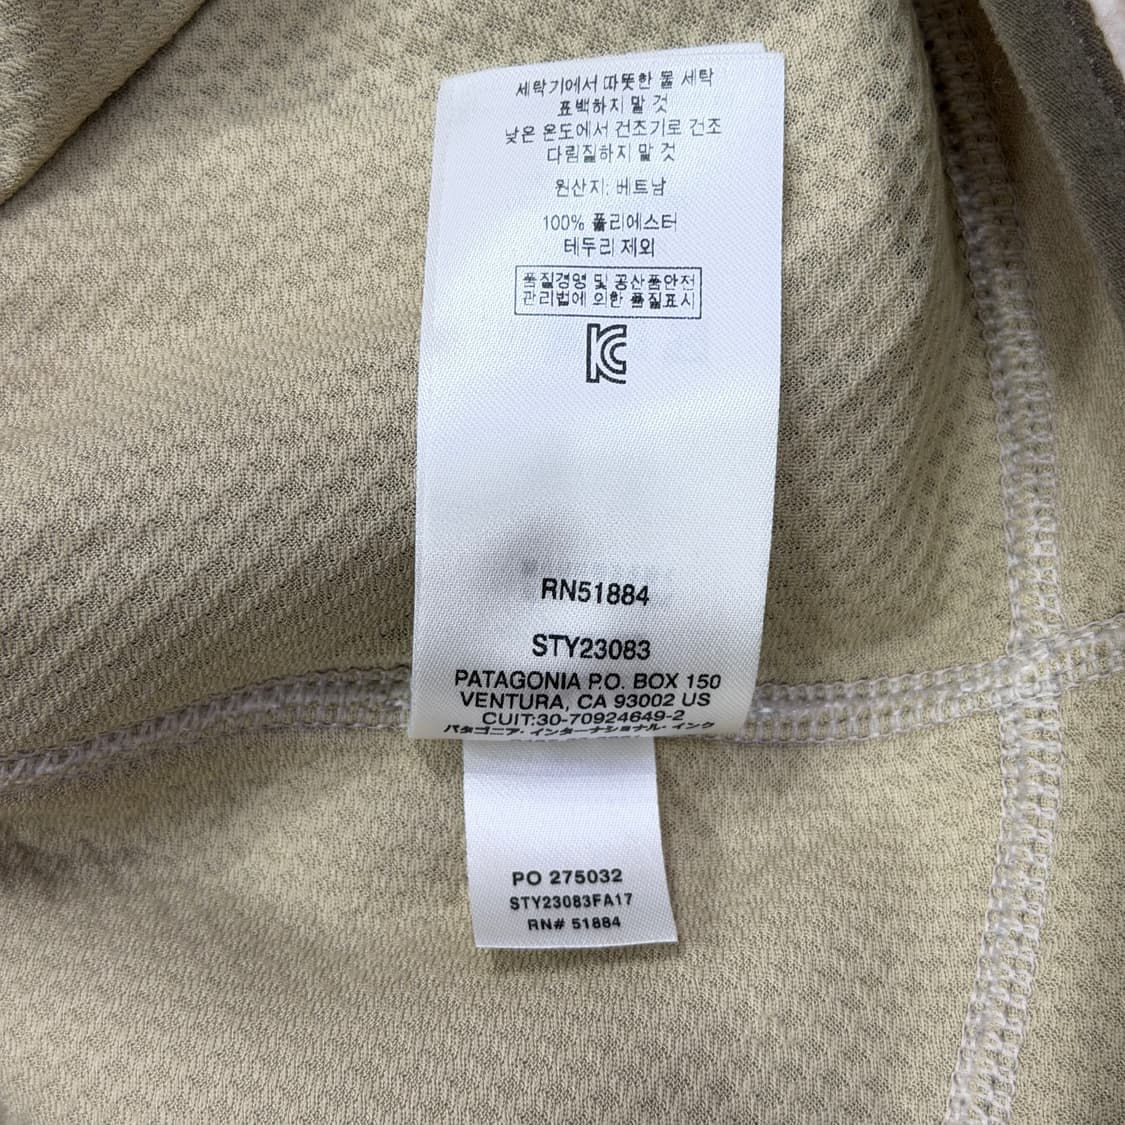 세탁기에서 따뜻한 물 세탁
표백하지 말 것
낮은 온도에서 건조기로 건조
다림질하지 말 것
원산지: 베트남
100% 폴리에스터
테두리 제외
품질경영 및 공산품안전
관리법에 의한 품질표시
KC
RN51884
STY23083
PATAGONIA P.O. BOX 150
VENTURA, CA 93002 US
CUIT:30-70924649-2
パタゴニア・インターナショナル・インク
PO 275032
STY23083FA17
RN# 51884